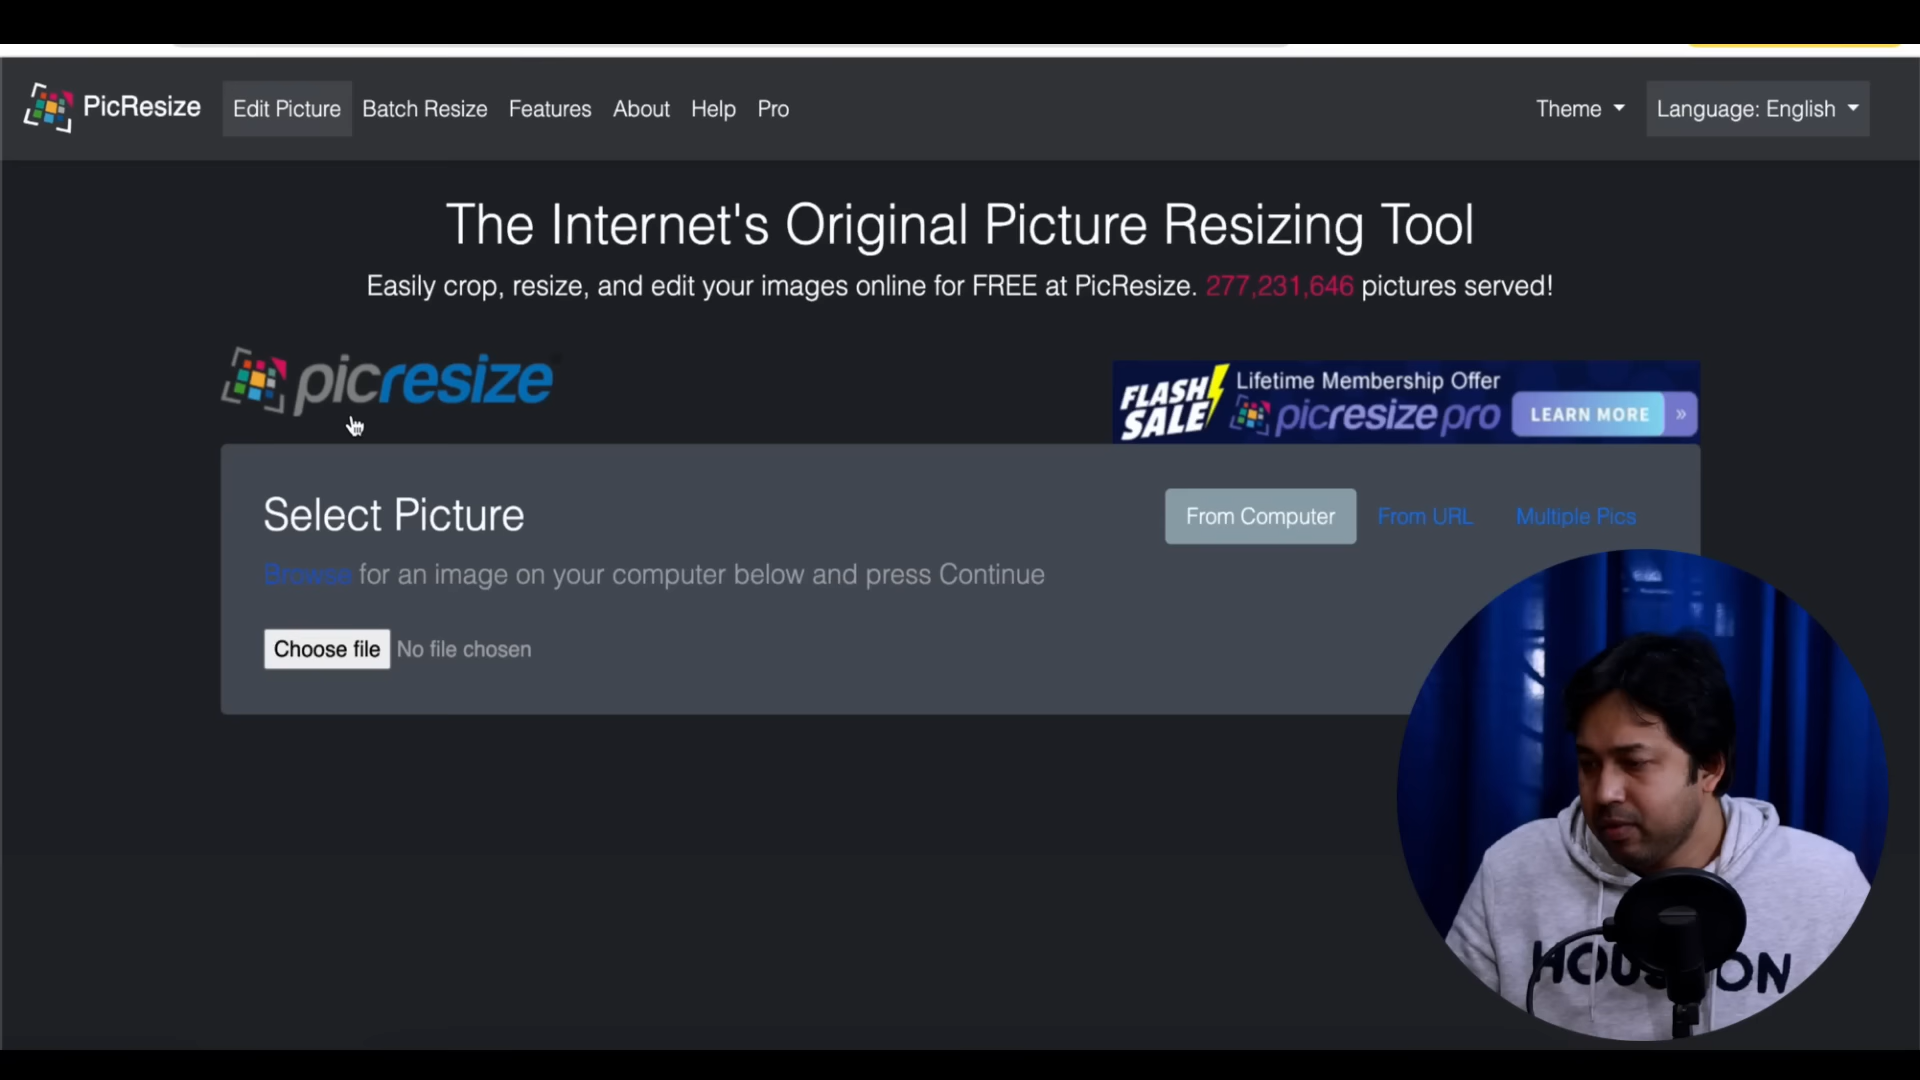 PicResize Edit Picture Batch Resize Features About Help Pro Theme Language: English
The Internet's Original Picture Resizing Tool
Easily crop, resize, and edit your images online for FREE at PicResize. 277,231,646 pictures served!
picresize
FLASH SALE
Lifetime Membership Offer
picresize pro
LEARN MORE »
Select Picture
From Computer From URL Multiple Pics
Browse for an image on your computer below and press Continue
Choose file No file chosen